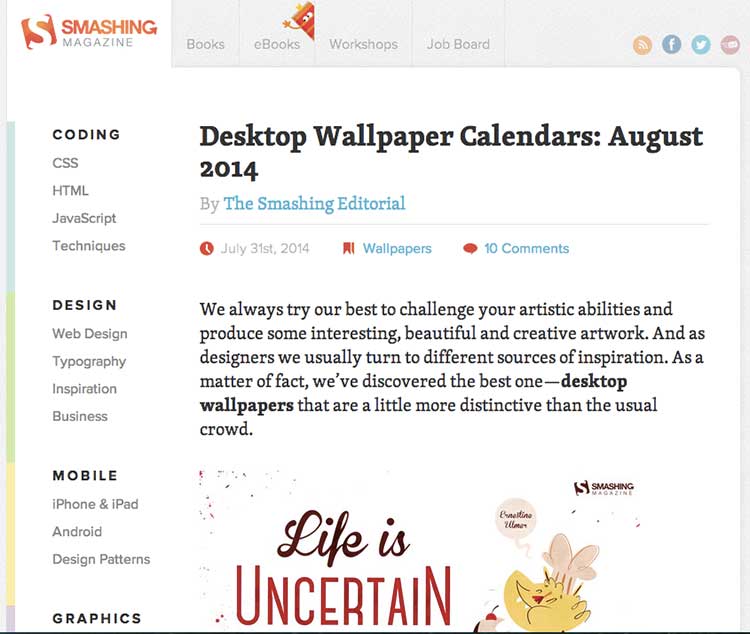 SMASHING
MAGAZINE
Books
eBooks
Workshops
Job Board
CODING
CSS
HTML
JavaScript
Techniques
DESIGN
Web Design
Typography
Inspiration
Business
MOBILE
iPhone & iPad
Android
Design Patterns
GRAPHICS
Desktop Wallpaper Calendars: August
2014
By The Smashing Editorial
July 31st, 2014
Wallpapers
10 Comments
We always try our best to challenge your artistic abilities and
produce some interesting, beautiful and creative artwork. And as
designers we usually turn to different sources of inspiration. As a
matter of fact, we’ve discovered the best one—desktop
wallpapers that are a little more distinctive than the usual
crowd.
SMASHING
MAGAZINE
Life is
UNCERTAIN
Ernestine
Ulmer